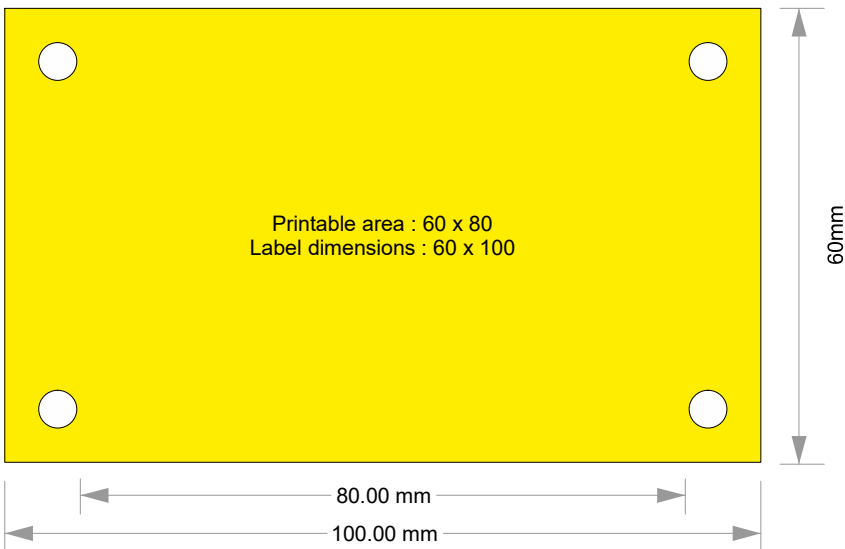 Printable area : 60 x 80
Label dimensions : 60 x 100
60mm
80.00 mm
100.00 mm